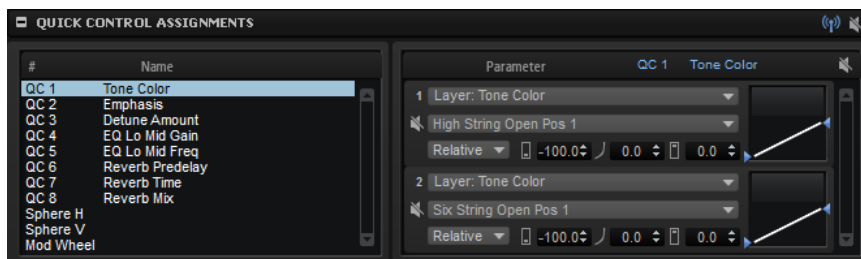 QUICK CONTROL ASSIGNMENTS
# Name
QC 1 Tone Color
QC 2 Emphasis
QC 3 Detune Amount
QC 4 EQ Lo Mid Gain
QC 5 EQ Lo Mid Freq
QC 6 Reverb Predelay
QC 7 Reverb Time
QC 8 Reverb Mix
Sphere H
Sphere V
Mod Wheel
Parameter QC 1 Tone Color
1 Layer: Tone Color
High String Open Pos 1
Relative -100.0 0.0 0.0
2 Layer: Tone Color
Six String Open Pos 1
Relative -100.0 0.0 0.0